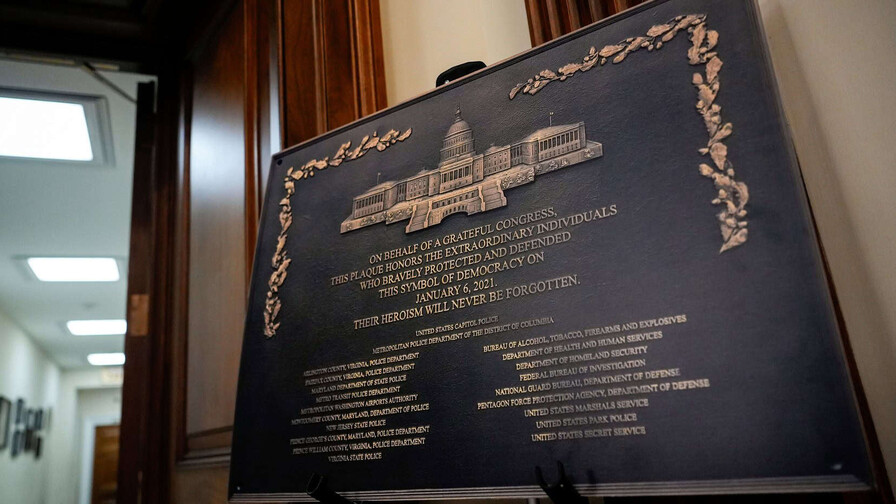 ON BEHALF OF A GRATEFUL CONGRESS,
THIS PLAQUE HONORS THE EXTRAORDINARY INDIVIDUALS
WHO BRAVELY PROTECTED AND DEFENDED
THIS SYMBOL OF DEMOCRACY ON
JANUARY 6, 2021.
THEIR HEROISM WILL NEVER BE FORGOTTEN.
UNITED STATES CAPITOL POLICE
METROPOLITAN POLICE DEPARTMENT OF THE DISTRICT OF COLUMBIA
ARLINGTON COUNTY, VIRGINIA, POLICE DEPARTMENT
FAIRFAX COUNTY, VIRGINIA, POLICE DEPARTMENT
MARYLAND DEPARTMENT OF STATE POLICE
METRO TRANSIT POLICE DEPARTMENT
METROPOLITAN WASHINGTON AIRPORTS AUTHORITY
MONTGOMERY COUNTY, MARYLAND, DEPARTMENT OF POLICE
NEW JERSEY STATE POLICE
PRINCE GEORGE'S COUNTY, MARYLAND, POLICE DEPARTMENT
PRINCE WILLIAM COUNTY, VIRGINIA, POLICE DEPARTMENT
VIRGINIA STATE POLICE
BUREAU OF ALCOHOL, TOBACCO, FIREARMS AND EXPLOSIVES
DEPARTMENT OF HEALTH AND HUMAN SERVICES
DEPARTMENT OF HOMELAND SECURITY
FEDERAL BUREAU OF INVESTIGATION
NATIONAL GUARD BUREAU, DEPARTMENT OF DEFENSE
PENTAGON FORCE PROTECTION AGENCY, DEPARTMENT OF DEFENSE
UNITED STATES MARSHALS SERVICE
UNITED STATES PARK POLICE
UNITED STATES SECRET SERVICE